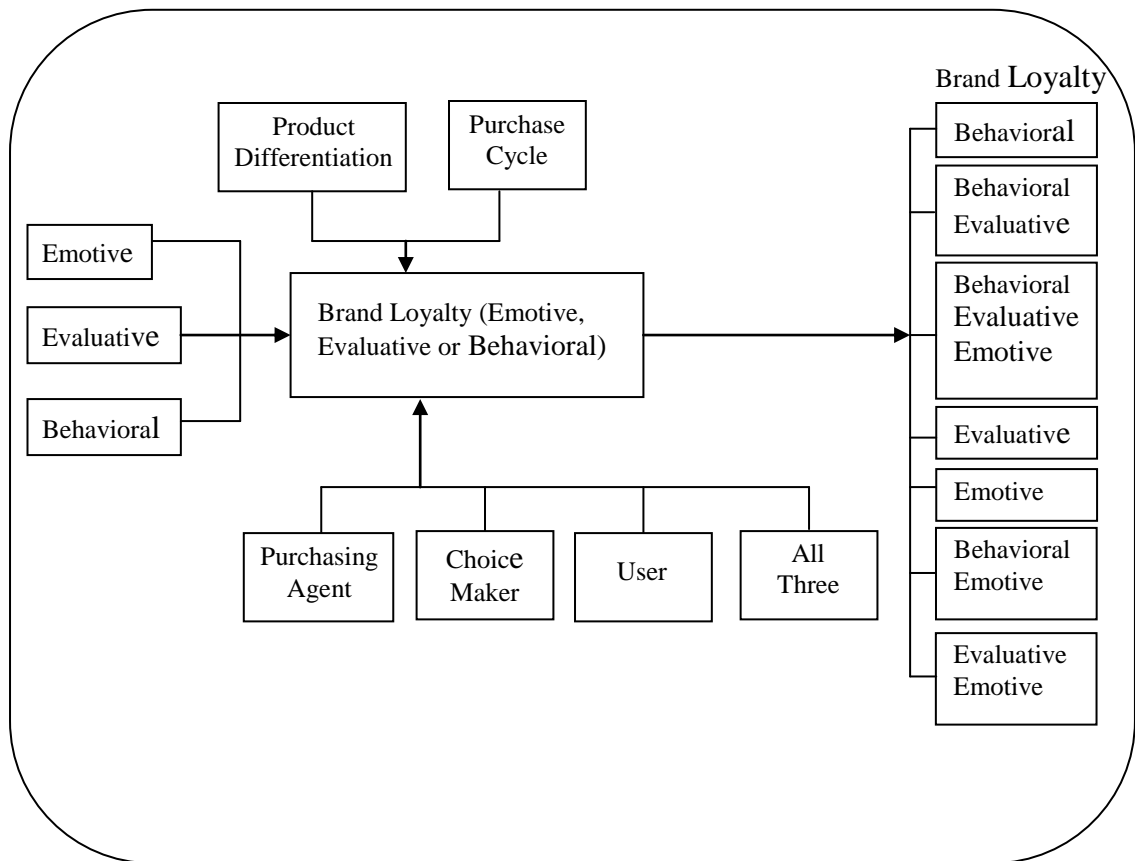 Brand Loyalty
Product
Differentiation
Purchase
Cycle
Emotive
Evaluative
Behavioral
Brand Loyalty (Emotive,
Evaluative or Behavioral)
Purchasing
Agent
Choice
Maker
User
All
Three
Behavioral
Behavioral
Evaluative
Behavioral
Evaluative
Emotive
Evaluative
Emotive
Behavioral
Emotive
Evaluative
Emotive